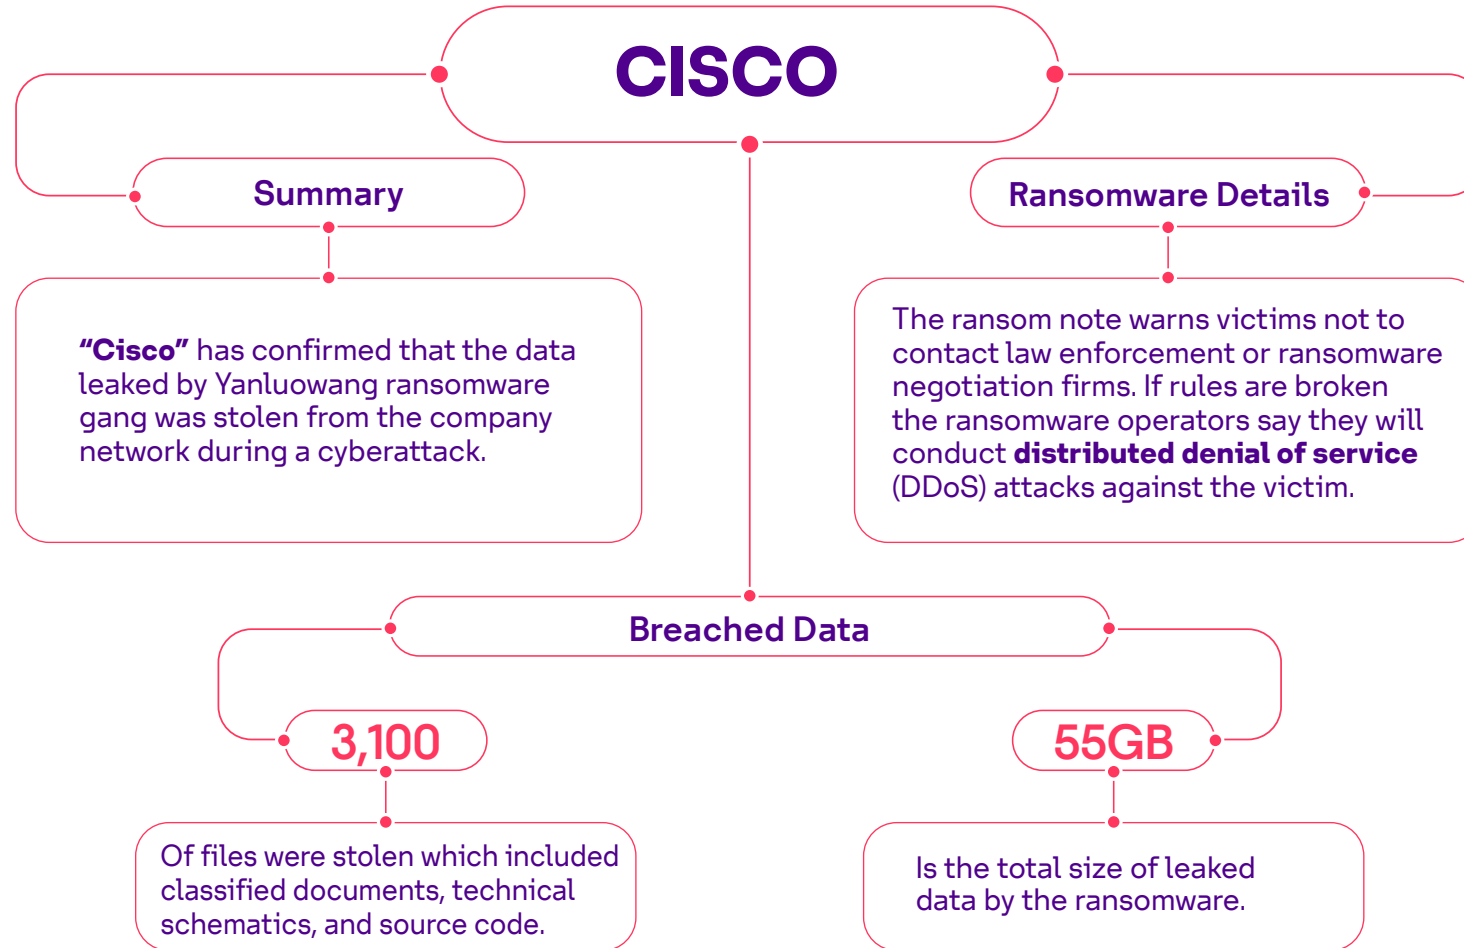 CISCO
Summary
“Cisco” has confirmed that the data
leaked by Yanluowang ransomware
gang was stolen from the company
network during a cyberattack.
Ransomware Details
The ransom note warns victims not to
contact law enforcement or ransomware
negotiation firms. If rules are broken
the ransomware operators say they will
conduct distributed denial of service
(DDoS) attacks against the victim.
Breached Data
3,100
Of files were stolen which included
classified documents, technical
schematics, and source code.
55GB
Is the total size of leaked
data by the ransomware.